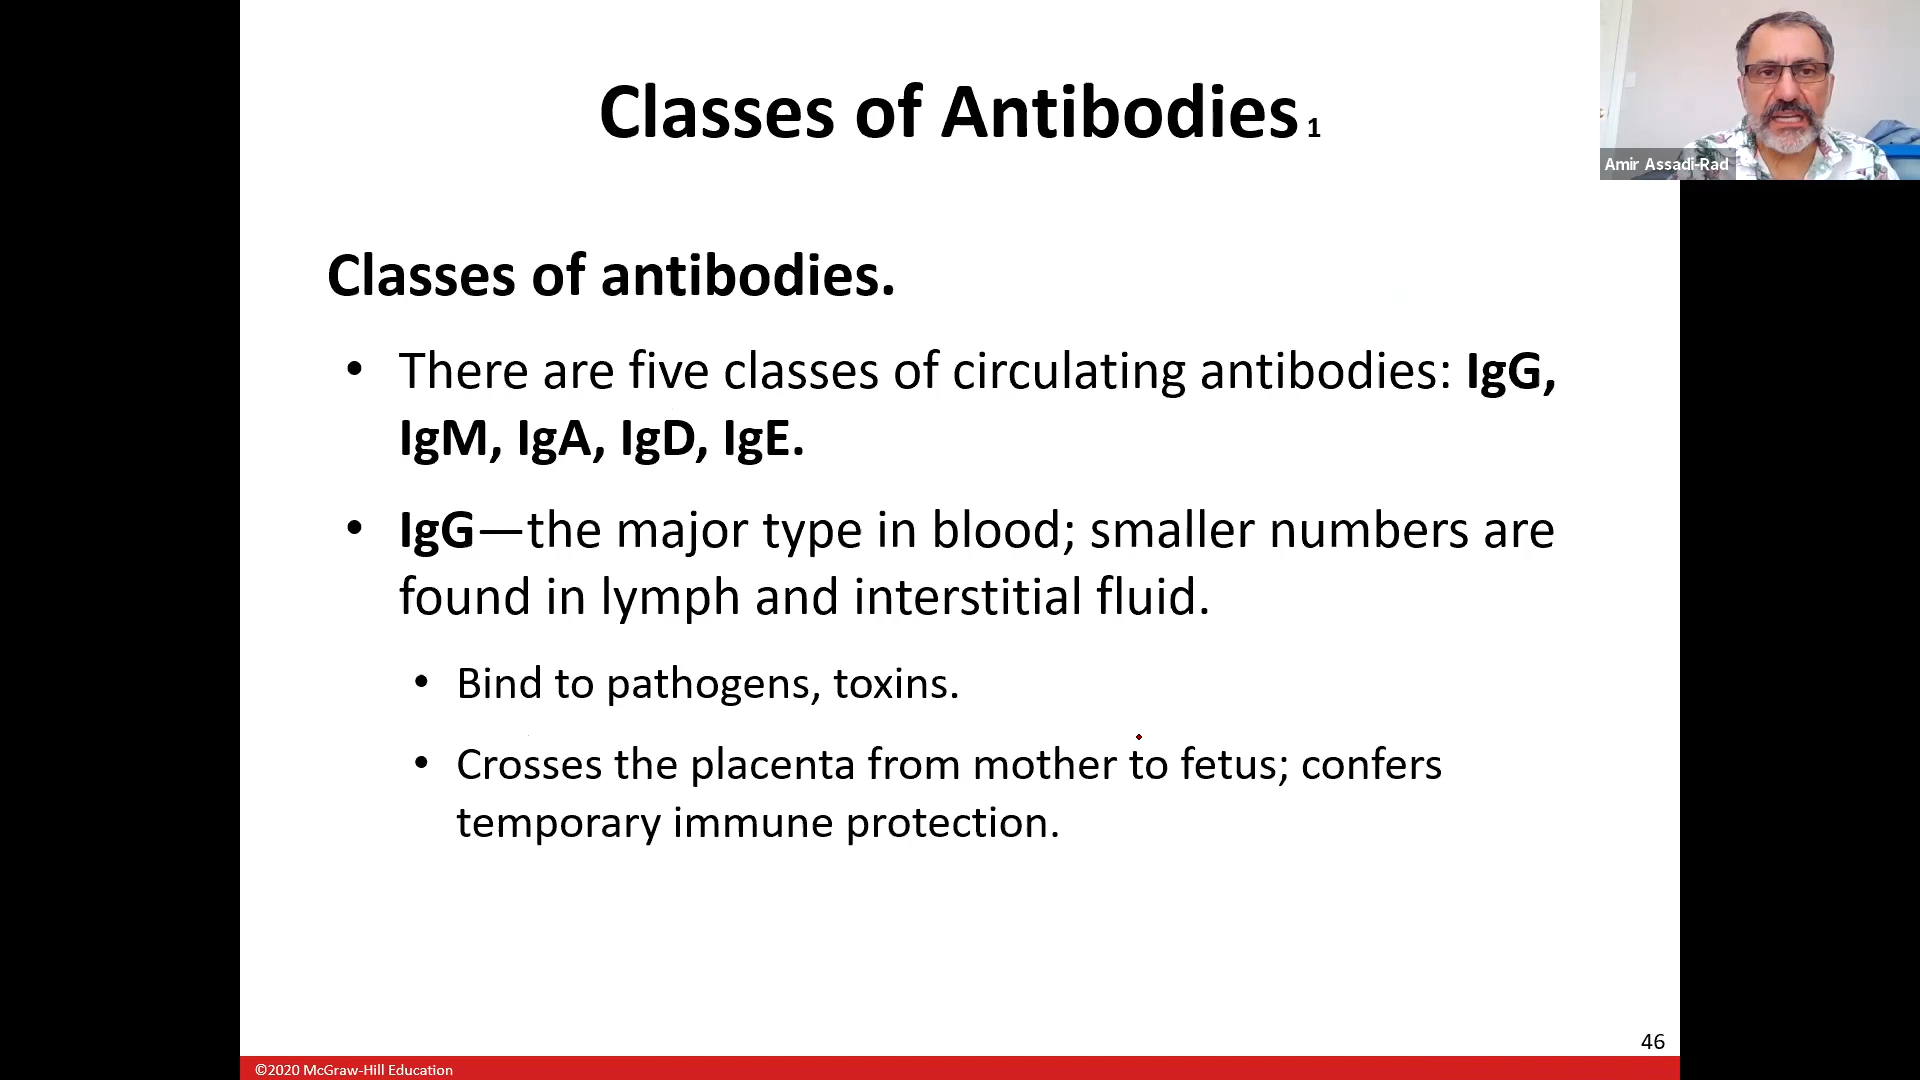 Classes of Antibodies 1
Amir Assadi-Rad
Classes of antibodies.
• There are five classes of circulating antibodies: IgG,
IgM, IgA, IgD, IgE.
• IgG—the major type in blood; smaller numbers are
found in lymph and interstitial fluid.
• Bind to pathogens, toxins.
• Crosses the placenta from mother to fetus; confers
temporary immune protection.
46
©2020 McGraw-Hill Education